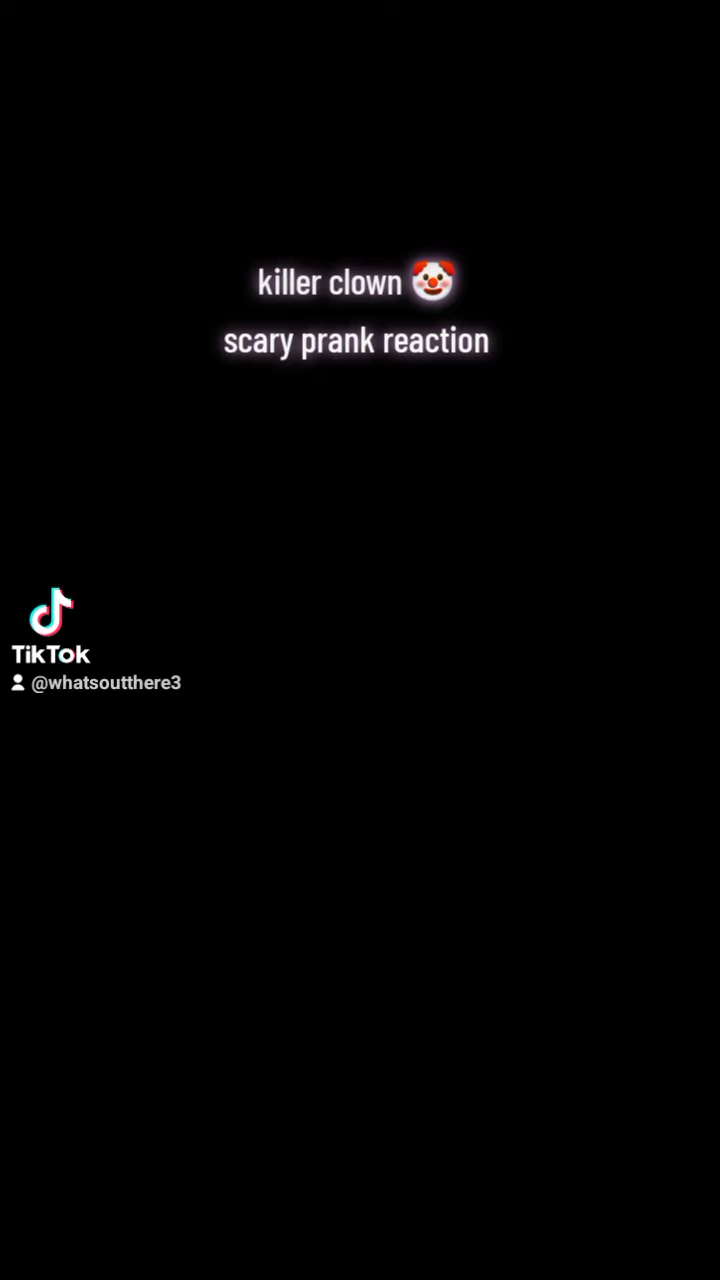 killer clown 🤡
scary prank reaction
TikTok
@whatsoutthere3